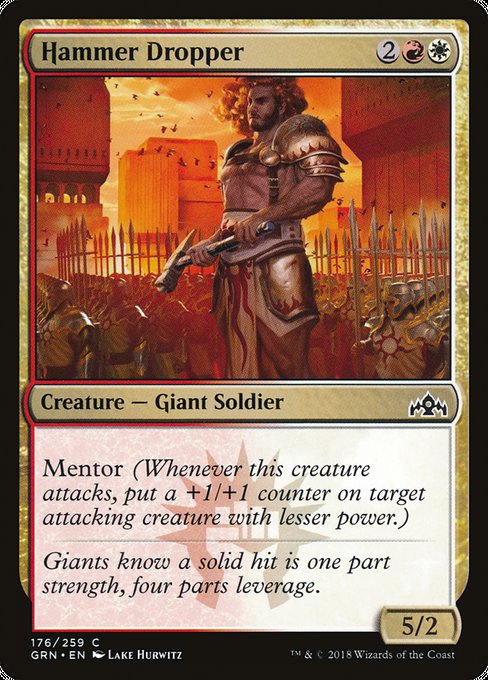 Hammer Dropper 2
Creature — Giant Soldier
Mentor (Whenever this creature
attacks, put a +1/+1 counter on target
attacking creature with lesser power.)
Giants know a solid hit is one part
strength, four parts leverage.
5/2
176/259 C
GRN • EN Lake Hurwitz
™ & © 2018 Wizards of the Coast